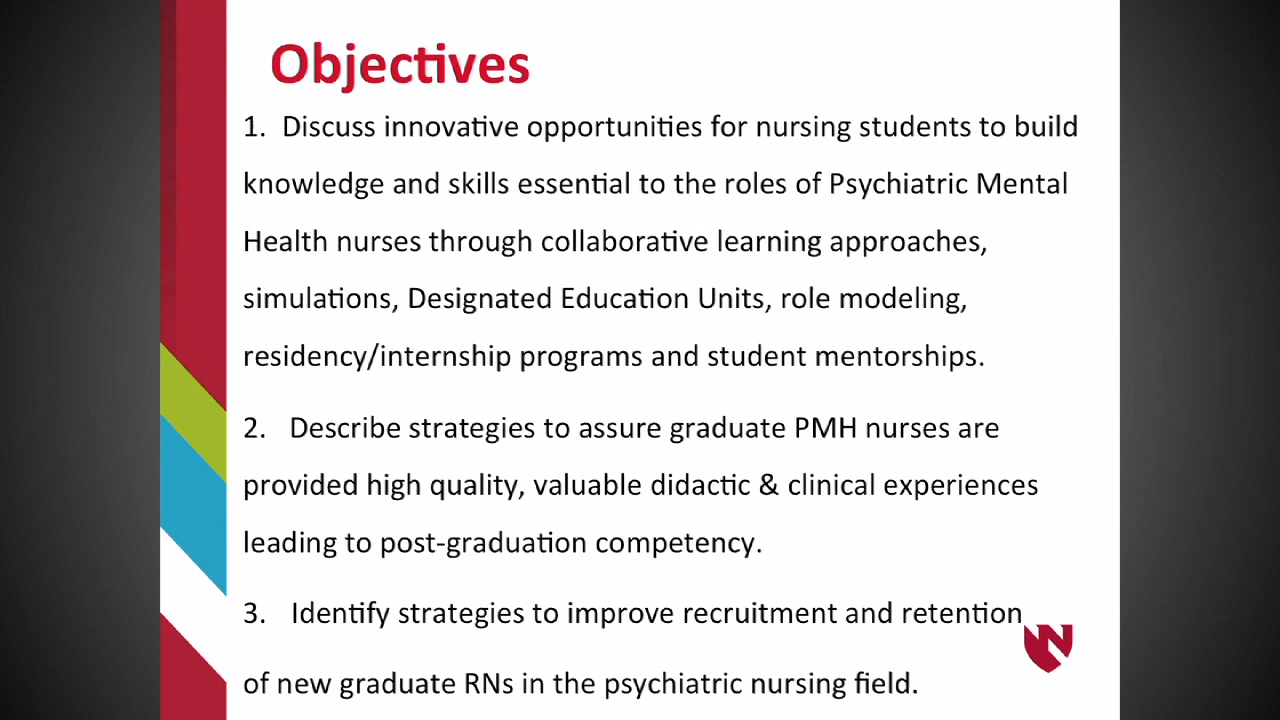 Objectives
1. Discuss innovative opportunities for nursing students to build
knowledge and skills essential to the roles of Psychiatric Mental
Health nurses through collaborative learning approaches,
simulations, Designated Education Units, role modeling,
residency/internship programs and student mentorships.
2. Describe strategies to assure graduate PMH nurses are
provided high quality, valuable didactic & clinical experiences
leading to post-graduation competency.
3. Identify strategies to improve recruitment and retention
of new graduate RNs in the psychiatric nursing field.
N